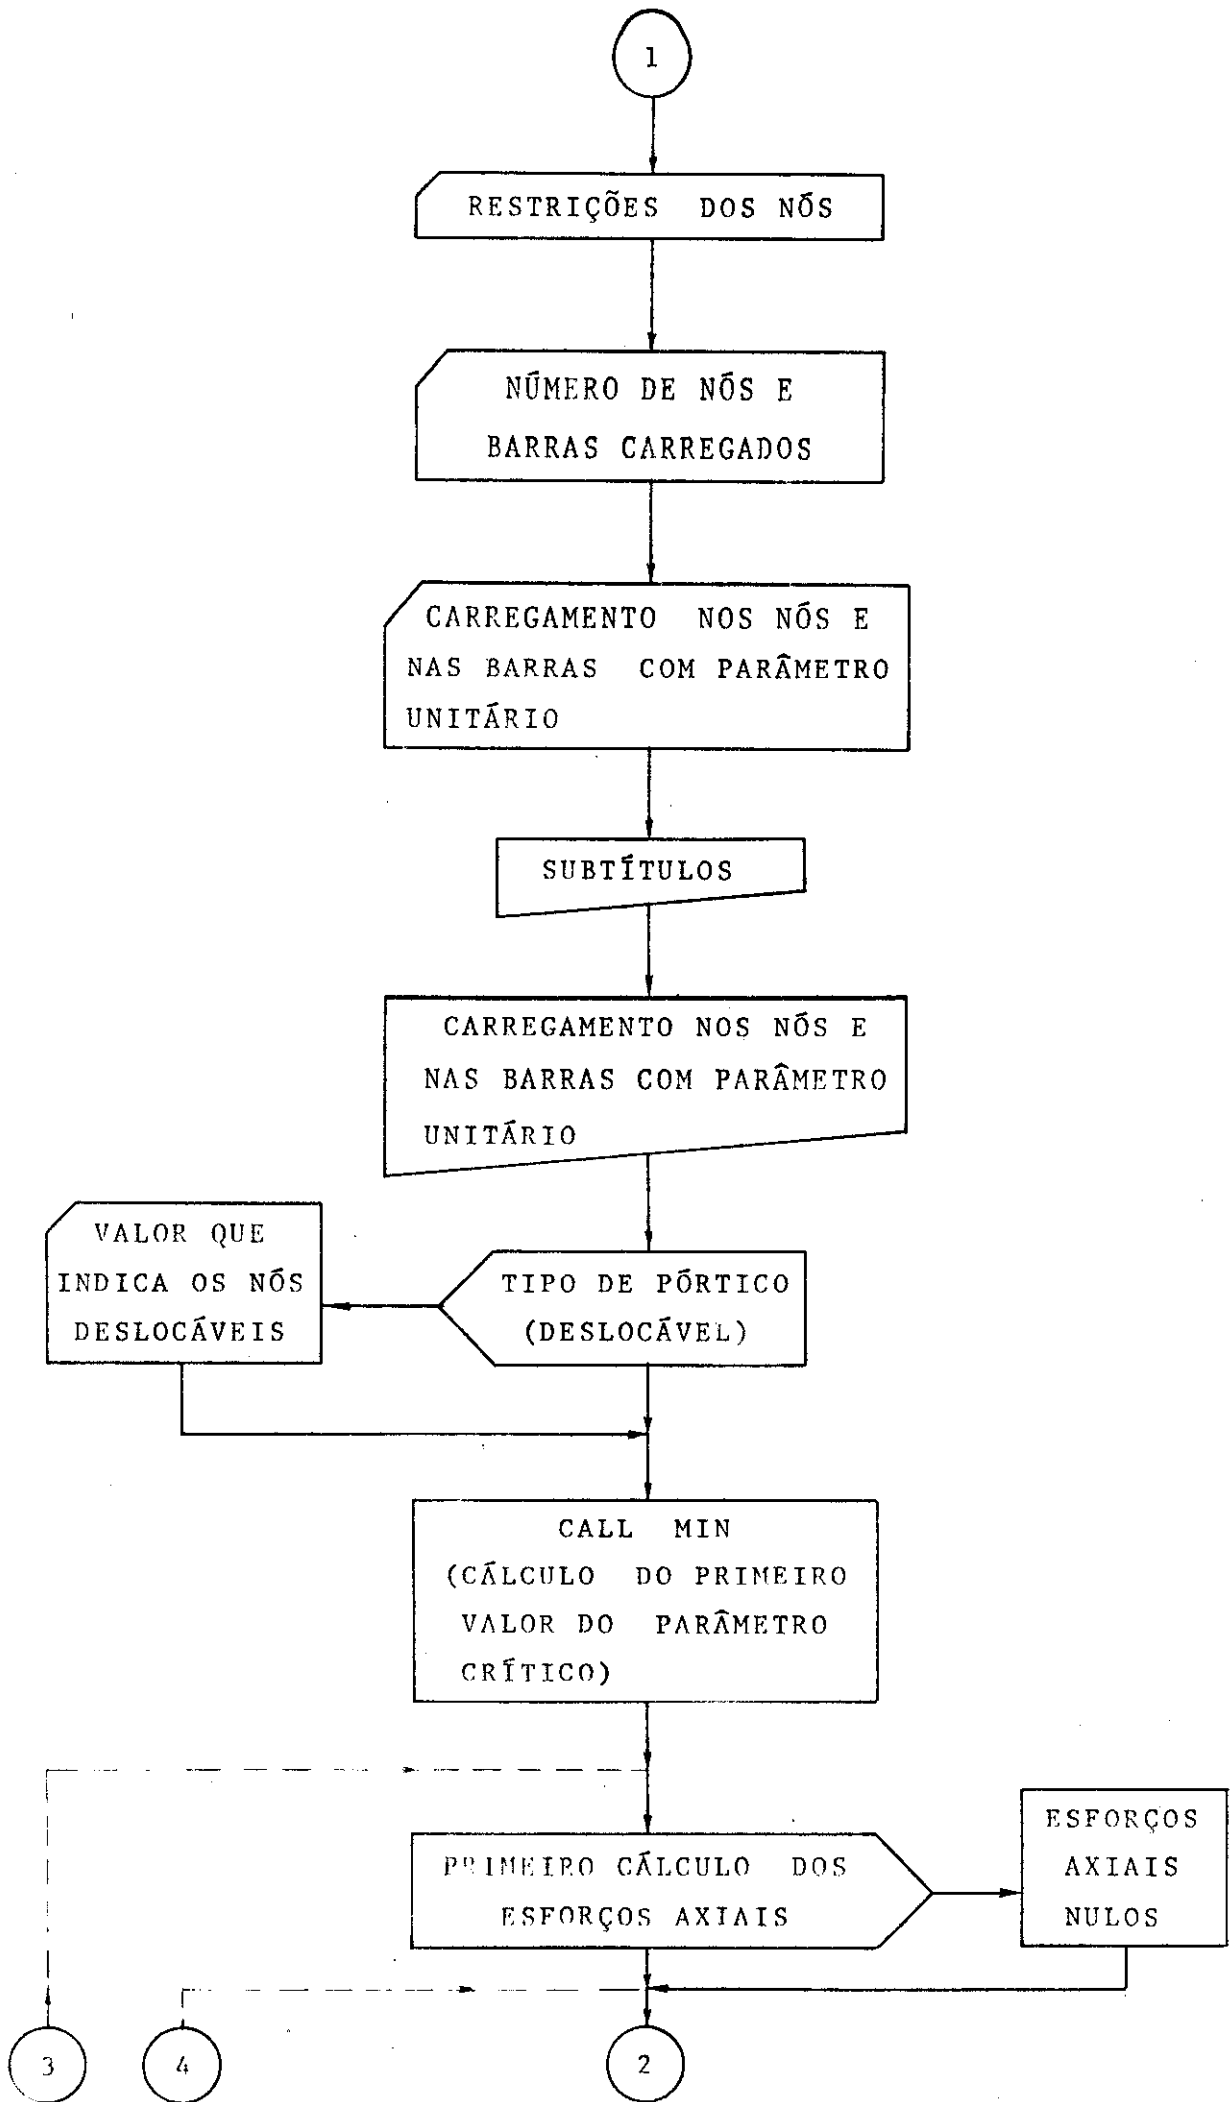 1
RESTRIÇÕES DOS NÓS
NÚMERO DE NÓS E
BARRAS CARREGADOS
CARREGAMENTO NOS NÓS E
NAS BARRAS COM PARÂMETRO
UNITÁRIO
SUBTÍTULOS
CARREGAMENTO NOS NÓS E
NAS BARRAS COM PARÂMETRO
UNITÁRIO
VALOR QUE
INDICA OS NÓS
DESLOCÁVEIS
TIPO DE PÓRTICO
(DESLOCÁVEL)
CALL MIN
(CÁLCULO DO PRIMEIRO
VALOR DO PARÂMETRO
CRÍTICO)
PRIMEIRO CÁLCULO DOS
ESFORÇOS AXIAIS
ESFORÇOS
AXIAIS
NULOS
3
4
2